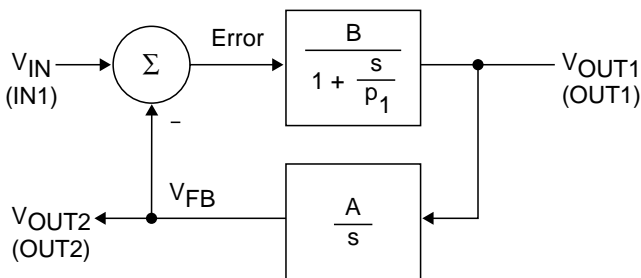 Error
V_IN
(IN1)
Σ
B
1 + s
p_1
V_OUT1
(OUT1)
–
V_FB
V_OUT2
(OUT2)
A
s